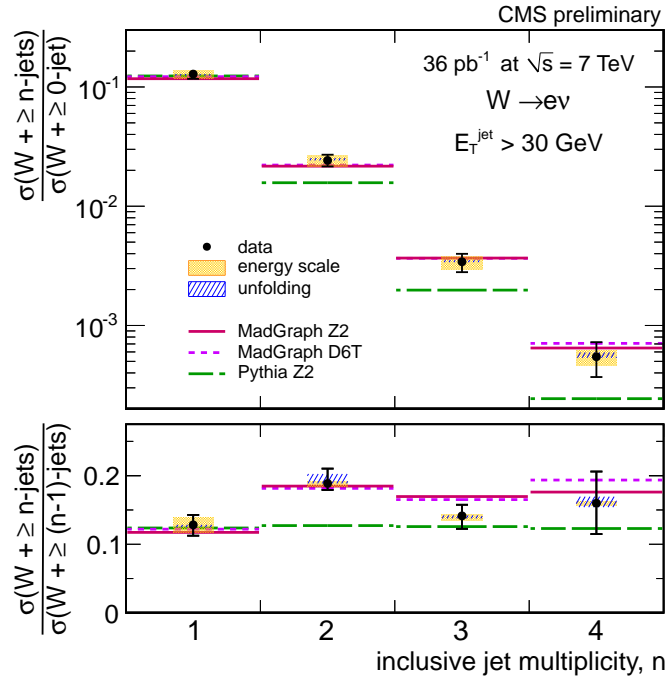 CMS preliminary
36 pb⁻¹ at √s = 7 TeV
W →eν
E_T^jet > 30 GeV
σ(W + ≥ n-jets)
σ(W + ≥ 0-jet)
10⁻¹
10⁻²
10⁻³
data
energy scale
unfolding
MadGraph Z2
MadGraph D6T
Pythia Z2
σ(W + ≥ n-jets)
σ(W + ≥ (n-1)-jets)
0.2
0.1
0
1 2 3 4
inclusive jet multiplicity, n